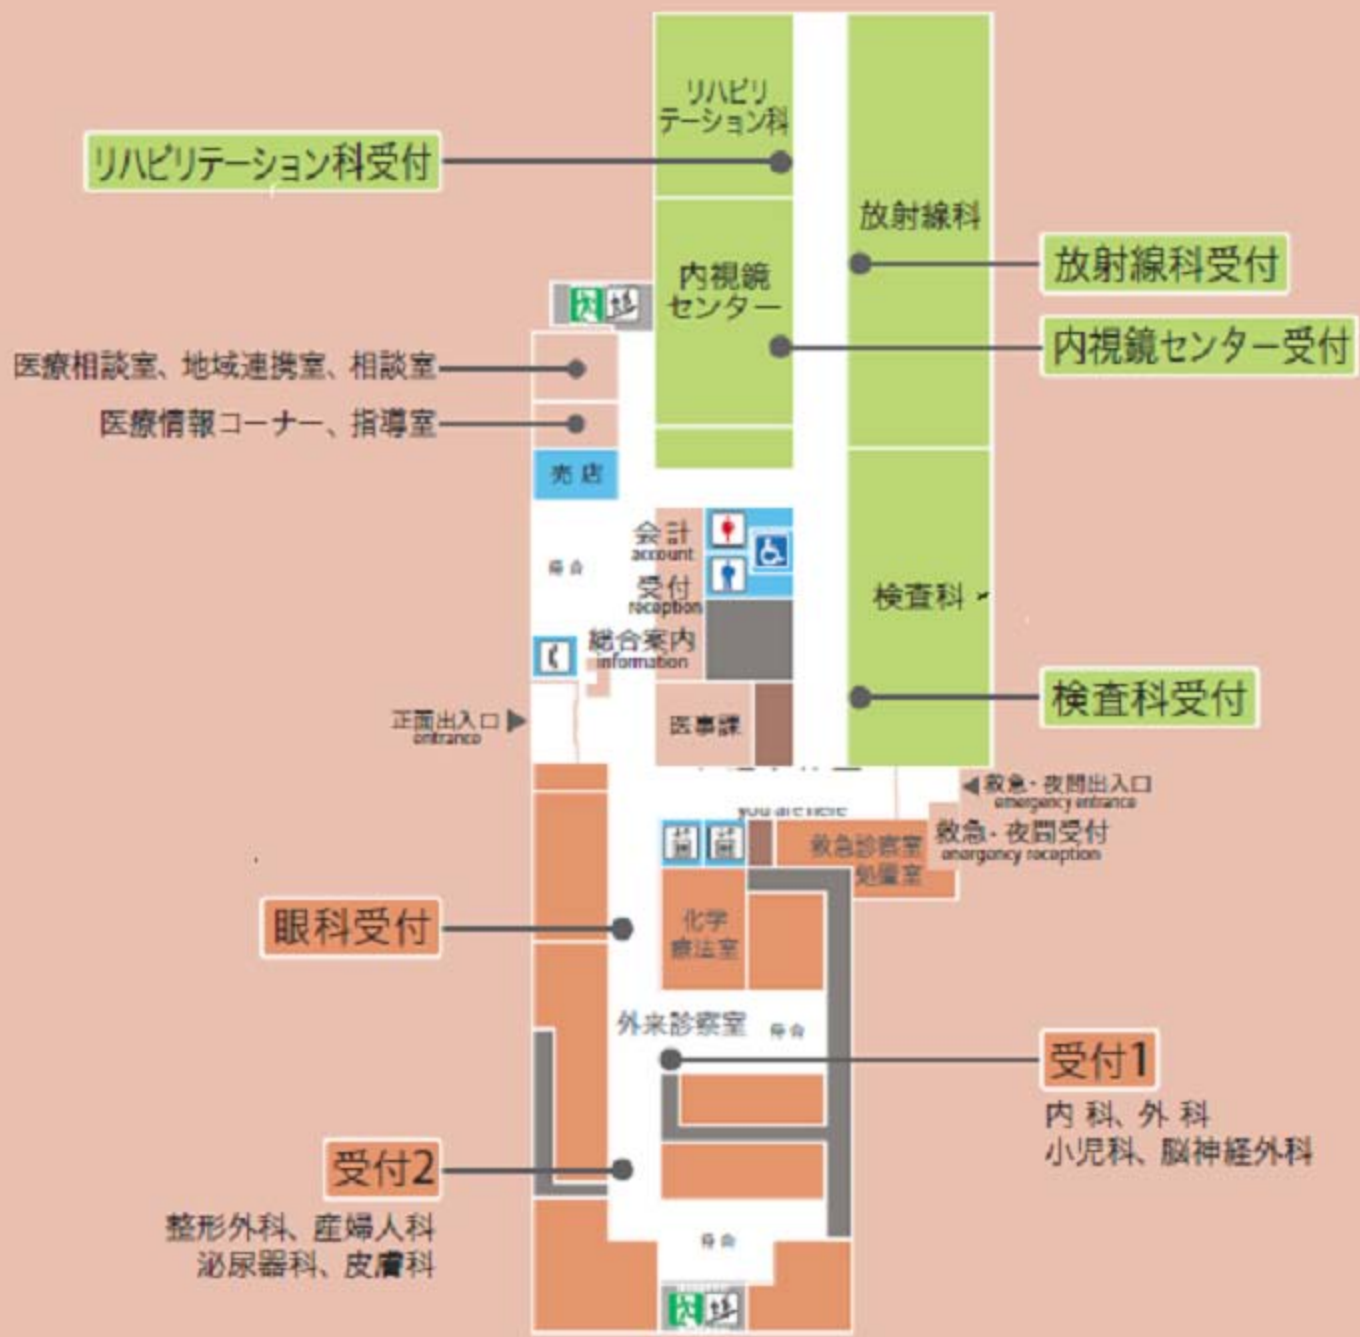 リハビリ
テーション科
リハビリテーション科受付
放射線科
放射線科受付
内視鏡
センター
内視鏡センター受付
医療相談室、地域連携室、相談室
医療情報コーナー、指導室
売店
会計
account
待合
受付
reception
検査科
総合案内
information
検査科受付
正面出入口
entrance
医事課
救急・夜間出入口
emergency entrance
you are here
救急・夜間受付
emergency reception
救急診察室
処置室
眼科受付
化学
療法室
外来診察室
待合
受付1
内科、外科
小児科、脳神経外科
受付2
整形外科、産婦人科
泌尿器科、皮膚科
待合